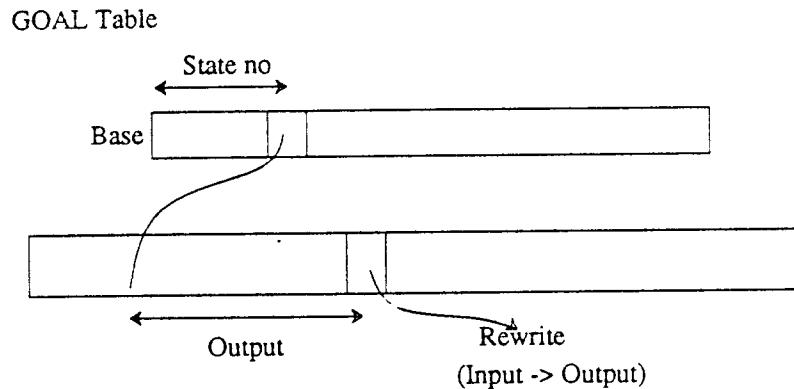 GOAL Table
State no
Base
Output
Rewrite
(Input -> Output)